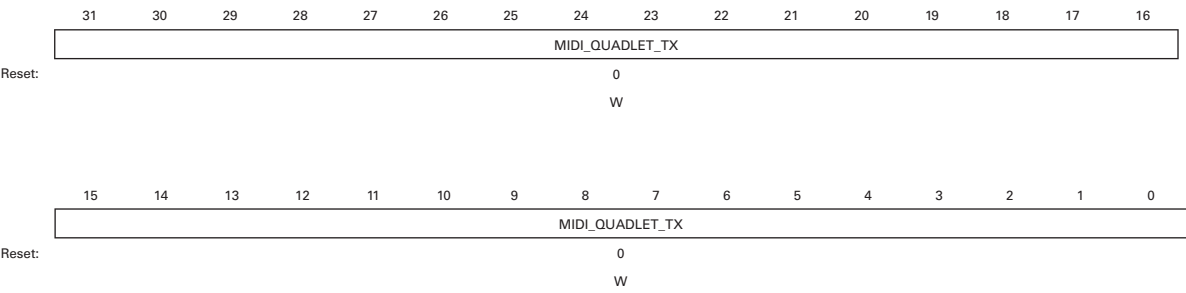 31 30 29 28 27 26 25 24 23 22 21 20 19 18 17 16
MIDI_QUADLET_TX
Reset: 0
W
15 14 13 12 11 10 9 8 7 6 5 4 3 2 1 0
MIDI_QUADLET_TX
Reset: 0
W